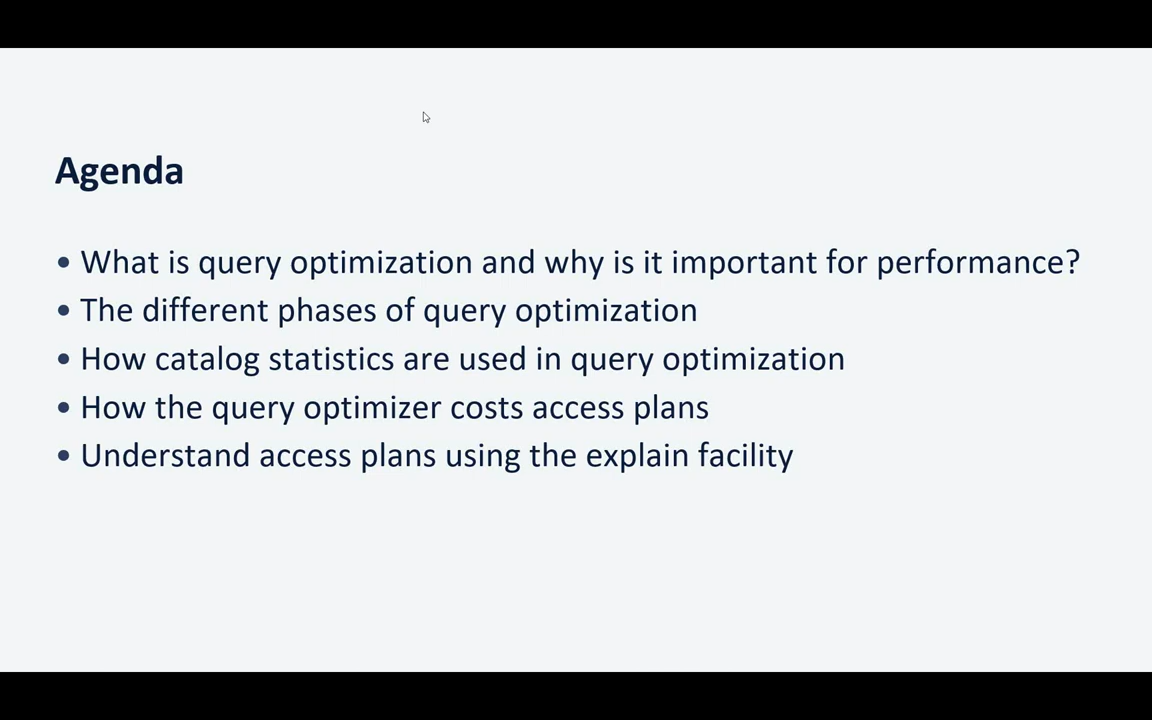 Agenda
• What is query optimization and why is it important for performance?
• The different phases of query optimization
• How catalog statistics are used in query optimization
• How the query optimizer costs access plans
• Understand access plans using the explain facility